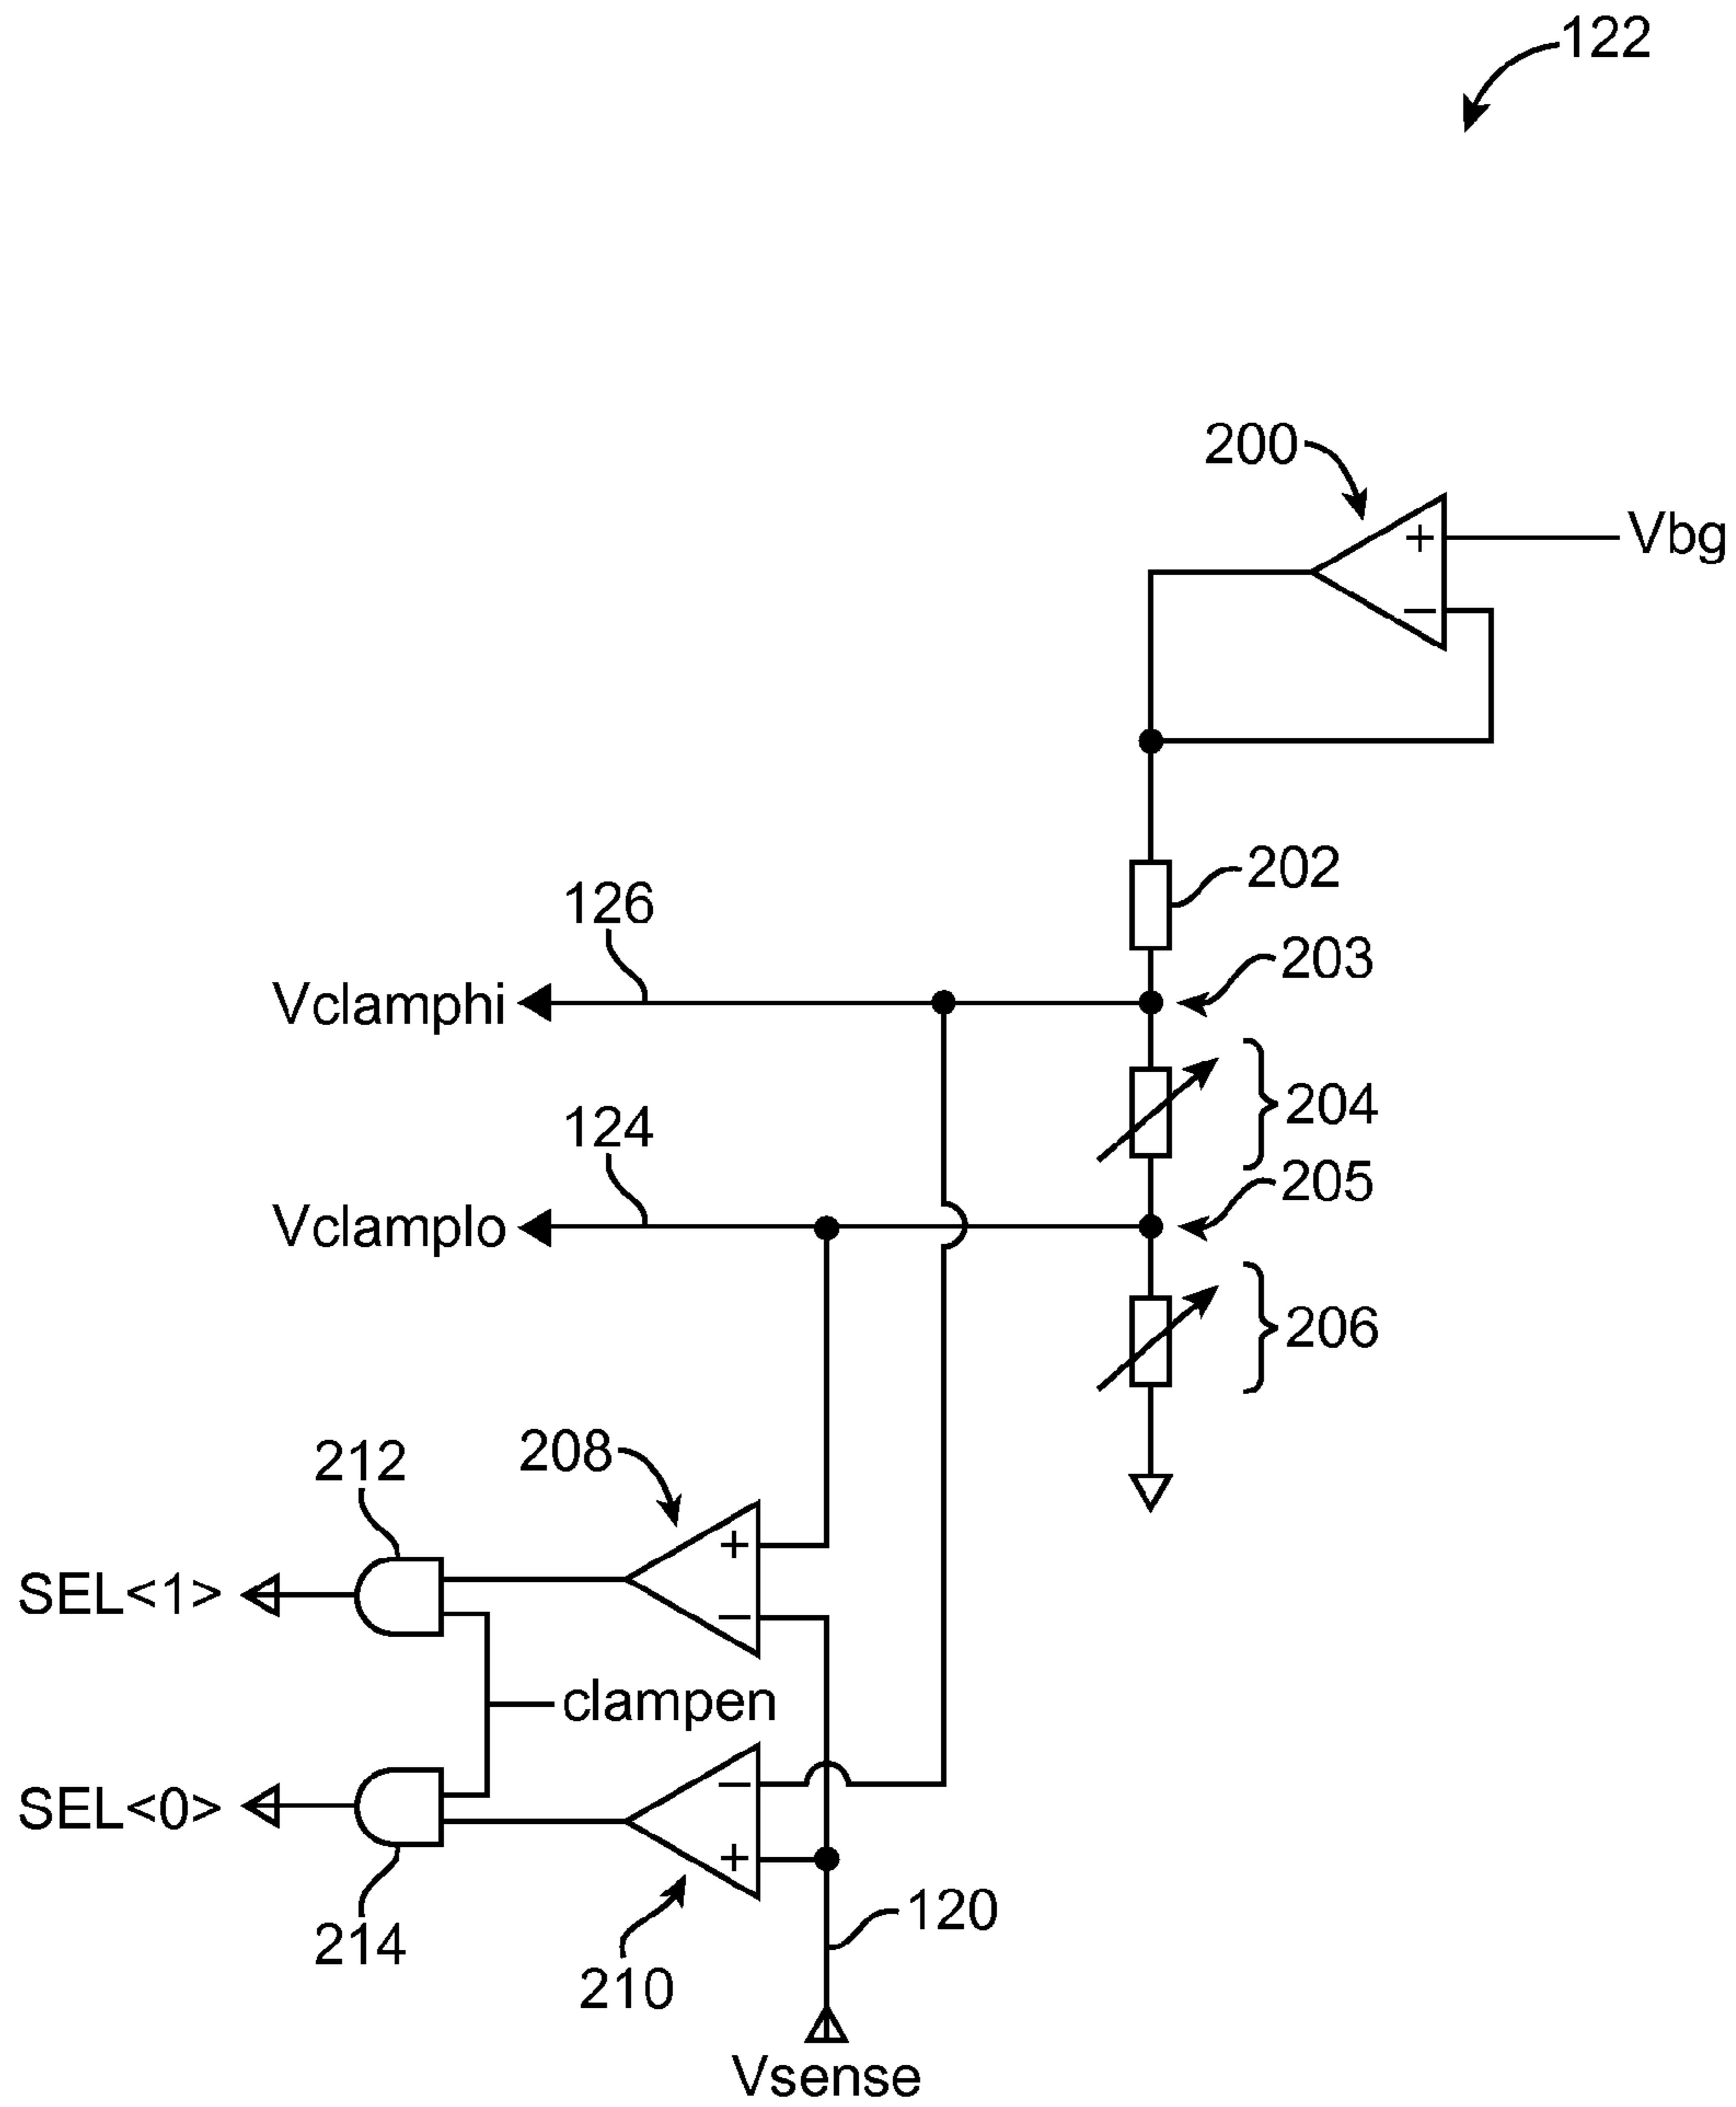 122
200
+
Vbg
−
202
126
203
Vclamphi
204
124
205
Vclamplo
206
208
212
+
SEL<1>
−
clampen
−
SEL<0>
+
120
214
210
Vsense